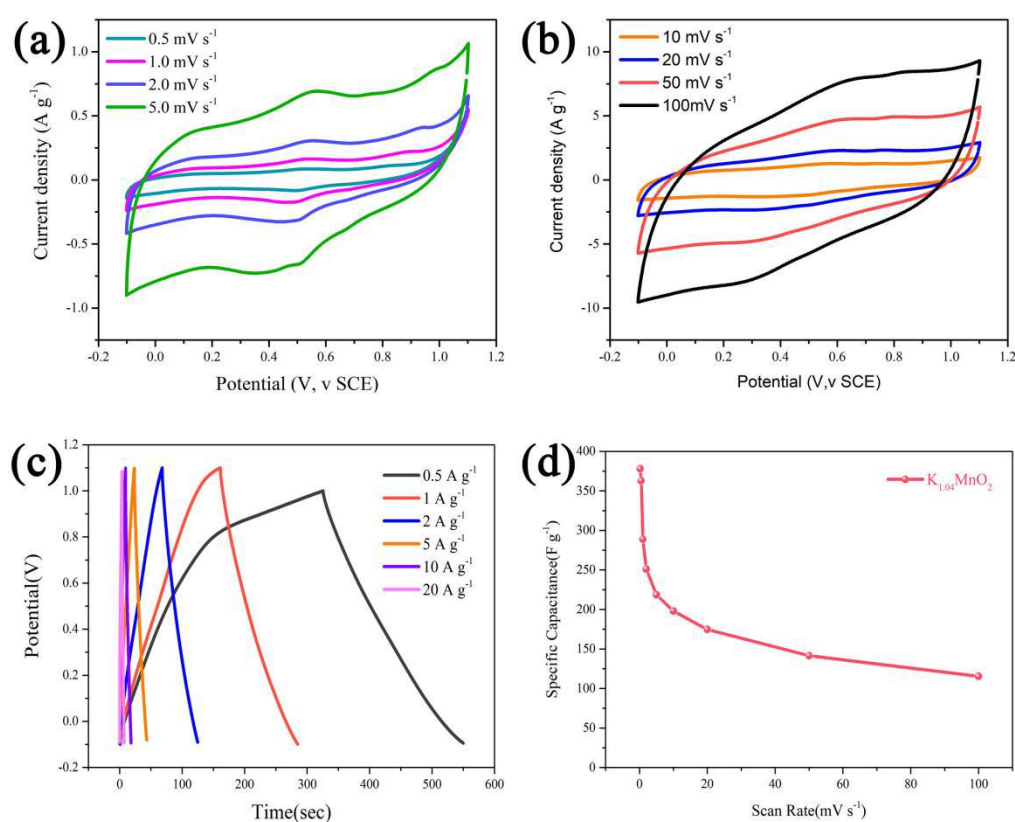 (a)
0.5 mV s-1
1.0 mV s-1
2.0 mV s-1
5.0 mV s-1
Current density (A g-1)
1.0
0.5
0.0
-0.5
-1.0
-0.2 0.0 0.2 0.4 0.6 0.8 1.0 1.2
Potential (V, v SCE)
(b)
10 mV s-1
20 mV s-1
50 mV s-1
100mV s-1
Current density (A g-1)
10
5
0
-5
-10
-0.2 0.0 0.2 0.4 0.6 0.8 1.0 1.2
Potential (V,v SCE)
(c)
0.5 A g-1
1 A g-1
2 A g-1
5 A g-1
10 A g-1
20 A g-1
Potential(V)
1.2
1.0
0.8
0.6
0.4
0.2
0.0
-0.2
-100 0 100 200 300 400 500 600
Time(sec)
(d)
K1.04MnO2
Specific Capacitance(F g-1)
400
350
300
250
200
150
100
50
0
0 20 40 60 80 100
Scan Rate(mV s-1)